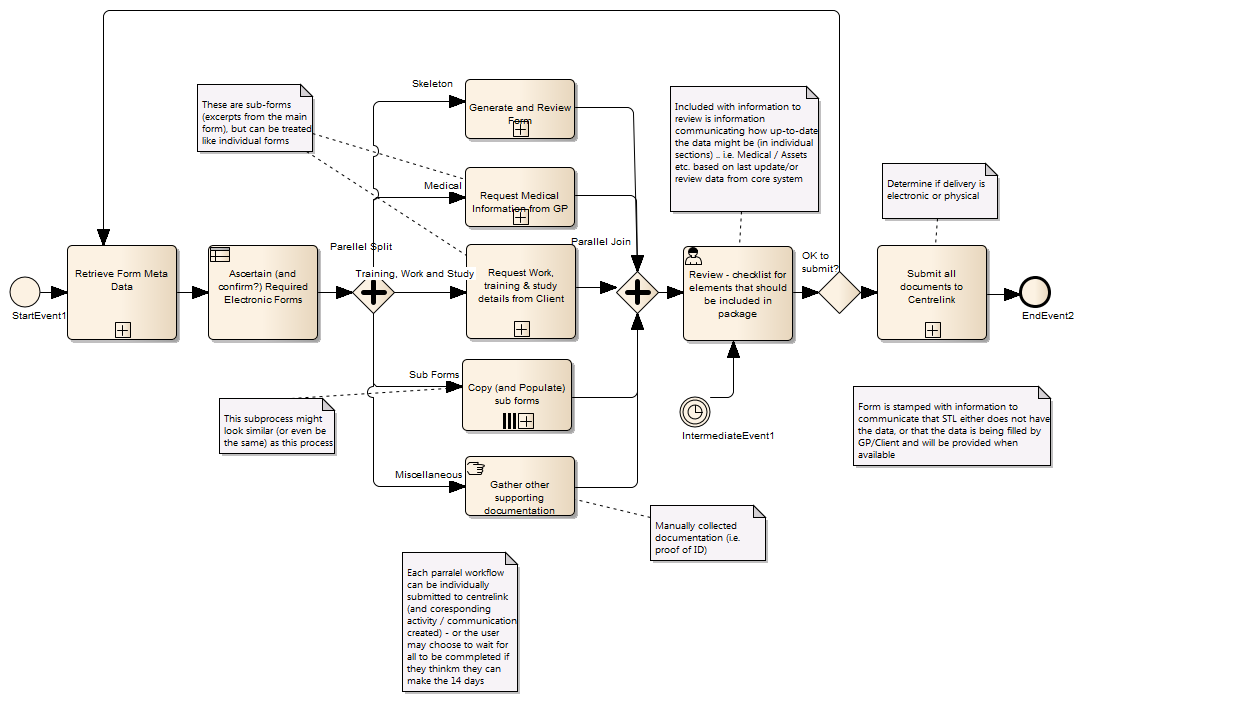 Skeleton
These are sub-forms
(excerpts from the main
form), but can be treated
like individual forms
Generate and Review
Form
Included with information to
review is information
communicating how up-to-date
the data might be (in individual
sections) .. i.e. Medical / Assets
etc. based on last update/or
review data from core system
Medical
Request Medical
Information from GP
Determine if delivery is
electronic or physical
Parellel Split
Parallel Join
Training, Work and Study
Retrieve Form Meta
Data
Ascertain (and
confirm?) Required
Electronic Forms
Request Work,
training & study
details from Client
Review - checklist for
elements that should
be included in
package
OK to
submit?
Submit all
documents to
Centrelink
StartEvent1
EndEvent2
Sub Forms
Copy (and Populate)
sub forms
This subprocess might
look similar (or even be
the same) as this process
IntermediateEvent1
Form is stamped with information to
communicate that STL either does not have
the data, or that the data is being filled by
GP/Client and will be provided when
available
Miscellaneous
Gather other
supporting
documentation
Manually collected
documentation (i.e.
proof of ID)
Each parralel workflow
can be individually
submitted to centrelink
(and coresponding
activity / communication
created) - or the user
may choose to wait for
all to be commpleted if
they thinkm they can
make the 14 days